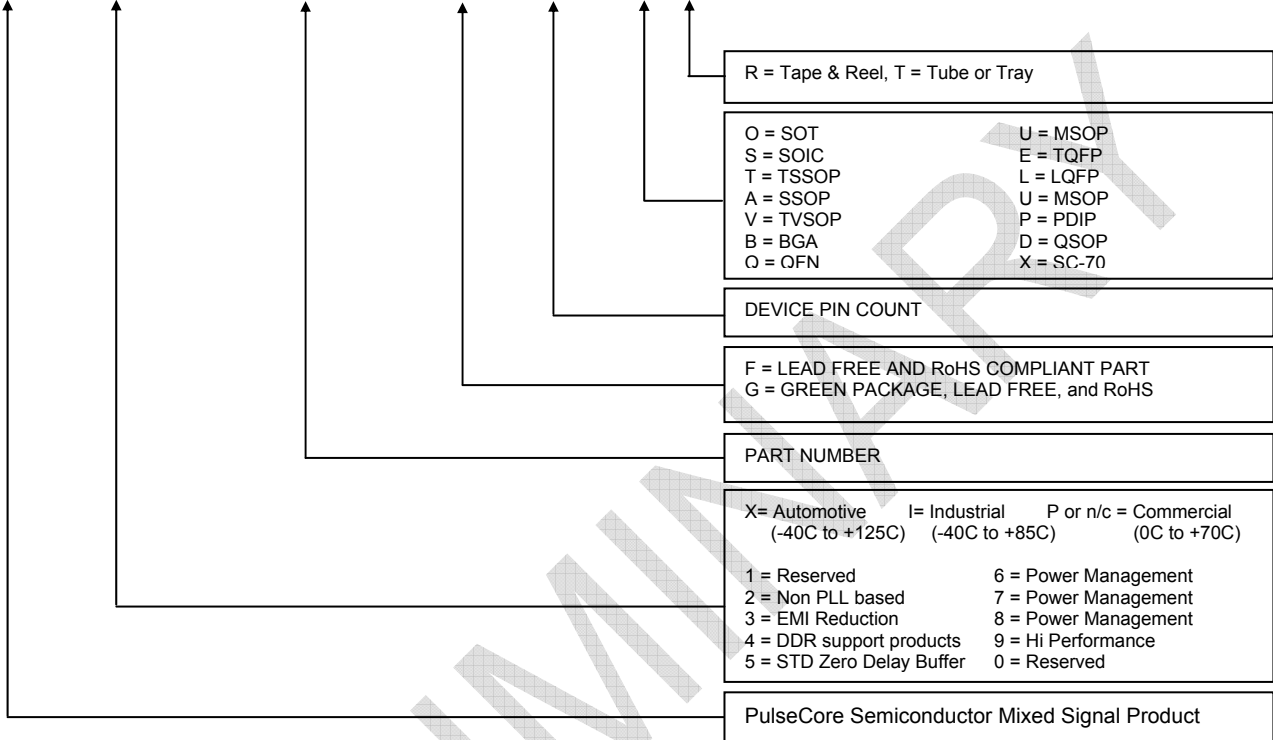 R = Tape & Reel, T = Tube or Tray
O = SOT U = MSOP
S = SOIC E = TQFP
T = TSSOP L = LQFP
A = SSOP U = MSOP
V = TVSOP P = PDIP
B = BGA D = QSOP
Q = QFN X = SC-70
DEVICE PIN COUNT
F = LEAD FREE AND RoHS COMPLIANT PART
G = GREEN PACKAGE, LEAD FREE, and RoHS
PART NUMBER
X= Automotive I= Industrial P or n/c = Commercial
(-40C to +125C) (-40C to +85C) (0C to +70C)
1 = Reserved 6 = Power Management
2 = Non PLL based 7 = Power Management
3 = EMI Reduction 8 = Power Management
4 = DDR support products 9 = Hi Performance
5 = STD Zero Delay Buffer 0 = Reserved
PulseCore Semiconductor Mixed Signal Product
IMINARY